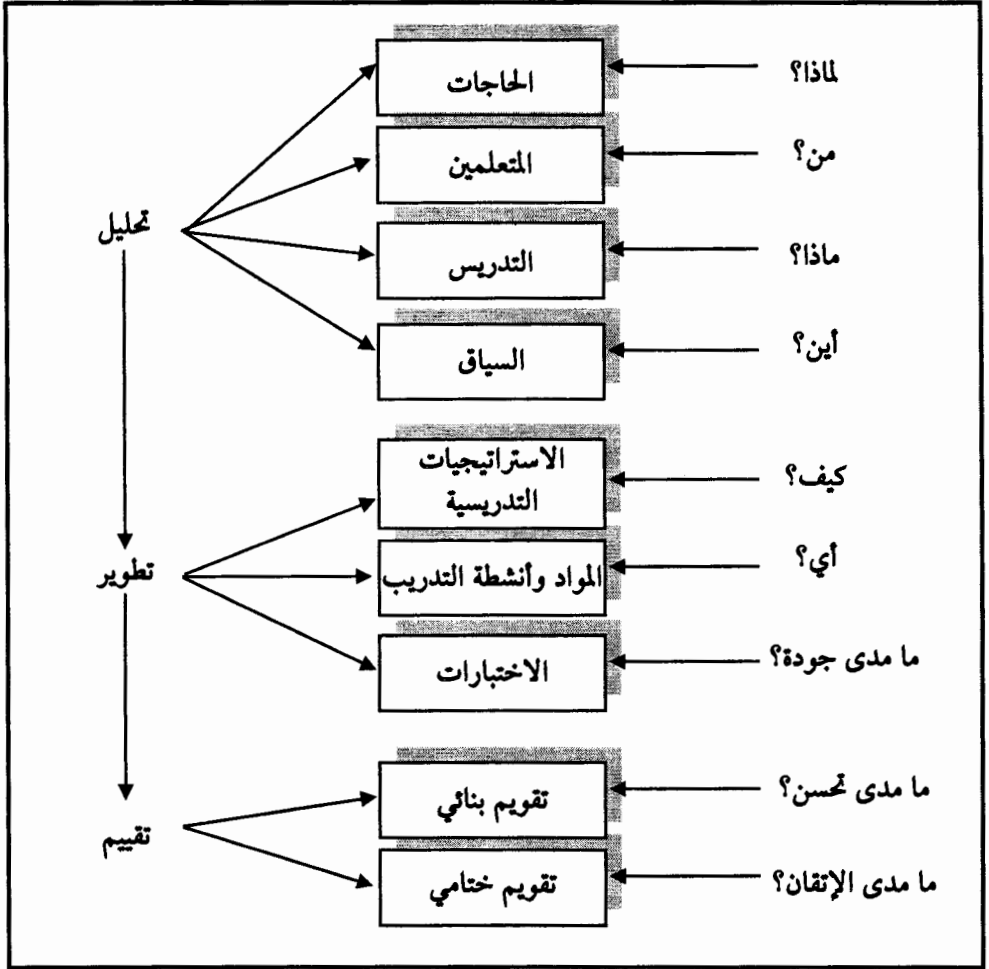 لماذا؟
الحاجات
من؟
المتعلمين
تحليل
ماذا؟
التدريس
أين؟
السياق
كيف؟
الاستراتيجيات
التدريسية
أي؟
المواد وأنشطة التدريب
تطوير
ما مدى جودة؟
الاختبارات
ما مدى تحسن؟
تقويم بنائي
تقييم
ما مدى الإتقان؟
تقويم ختامي